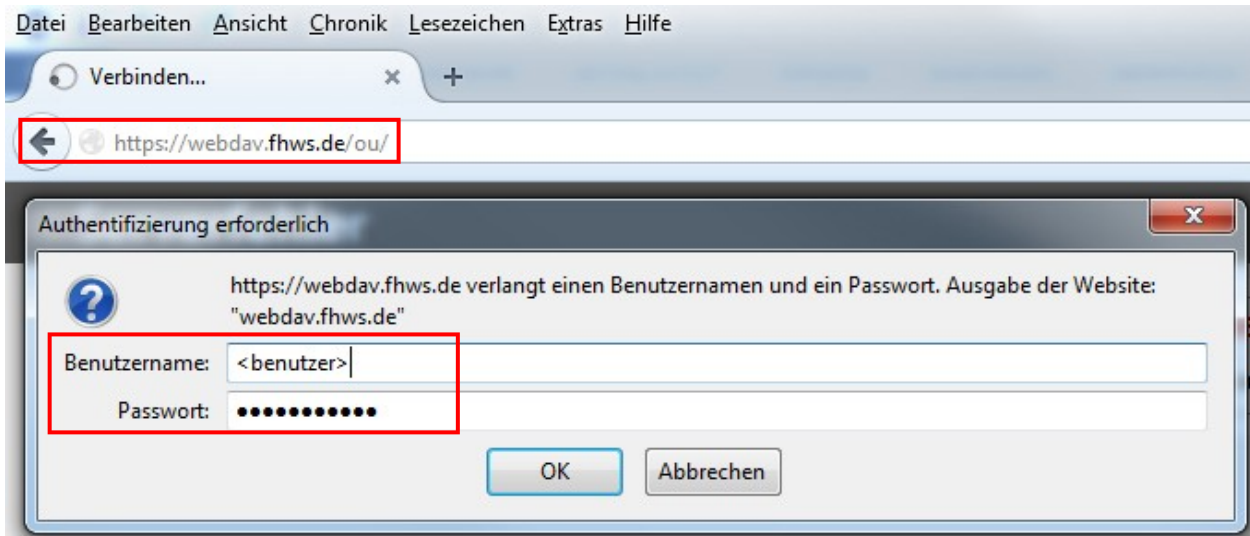 Datei Bearbeiten Ansicht Chronik Lesezeichen Extras Hilfe
Verbinden...
https://webdav.fhws.de/ou/
Authentifizierung erforderlich
https://webdav.fhws.de verlangt einen Benutzernamen und ein Passwort. Ausgabe der Website:
"webdav.fhws.de"
Benutzername: <benutzer>
Passwort: ●●●●●●●●●●●
OK Abbrechen